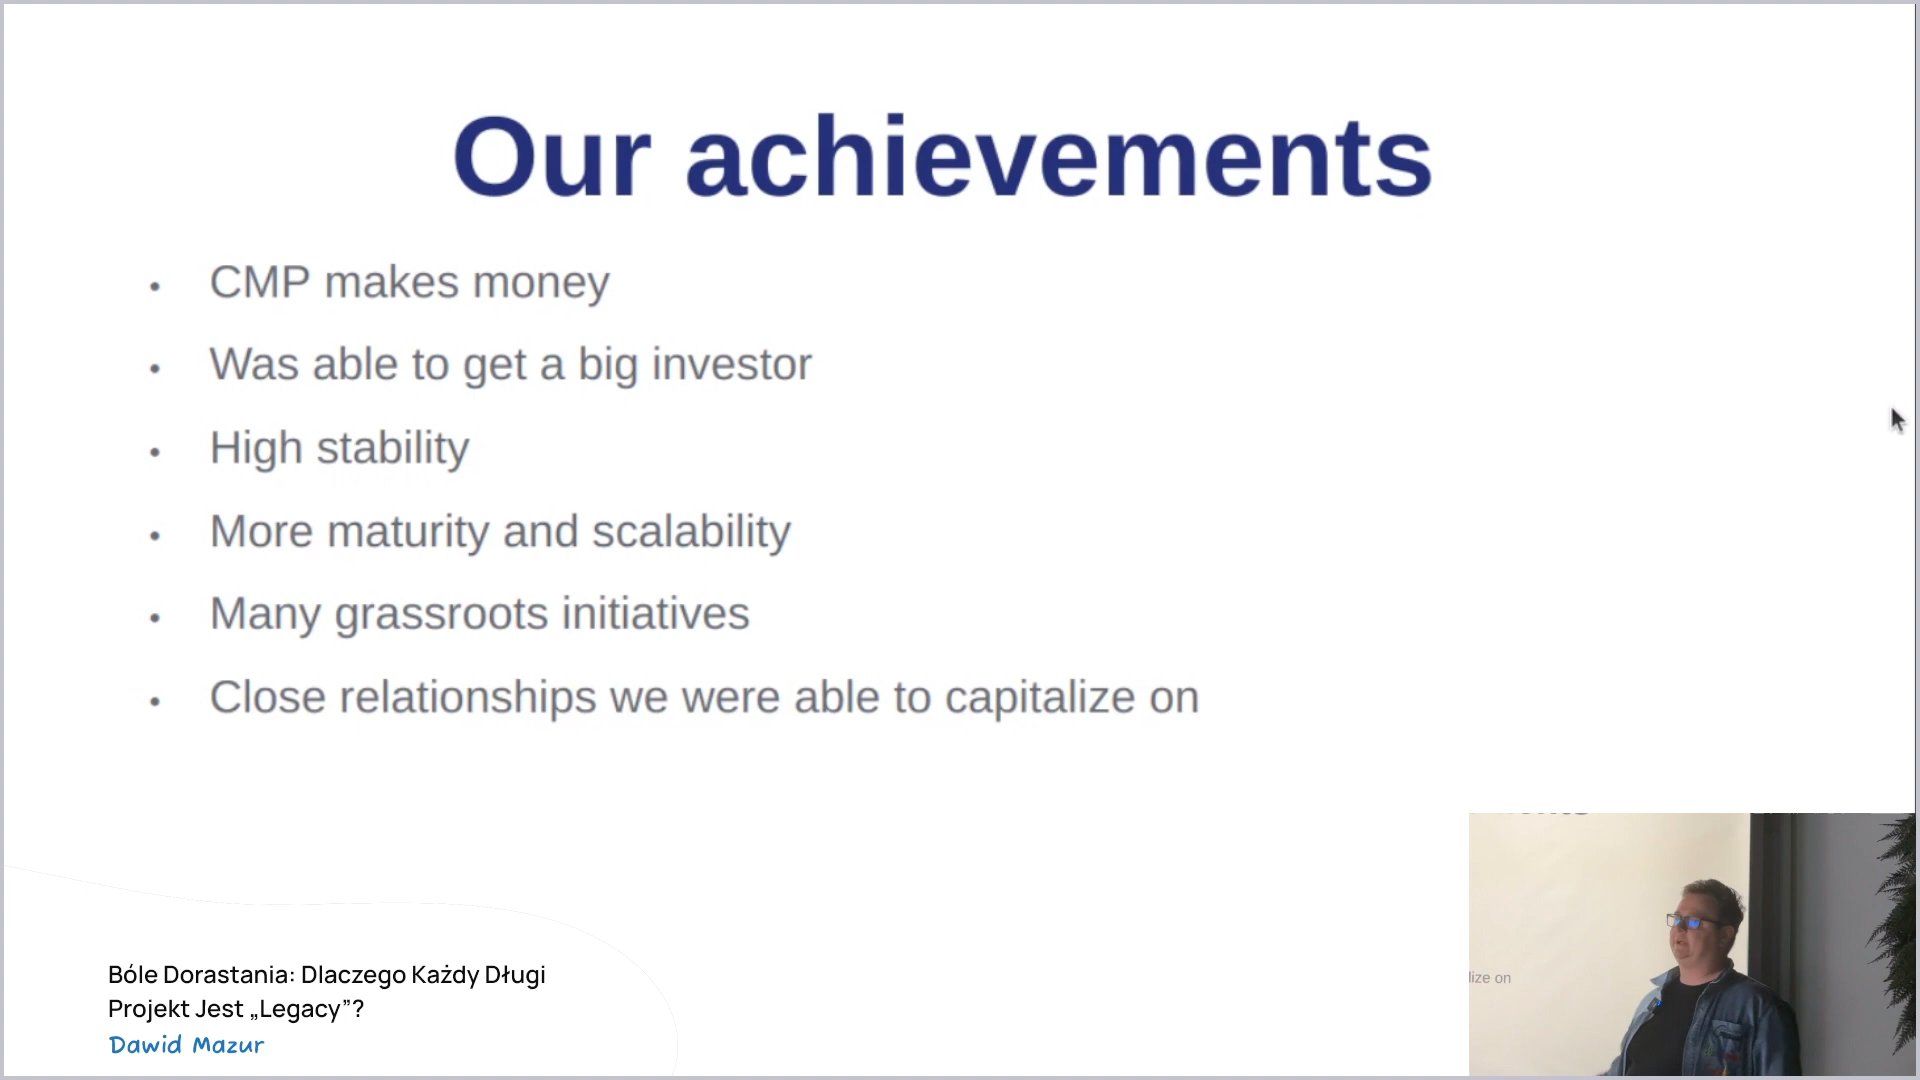 Our achievements
• CMP makes money
• Was able to get a big investor
• High stability
• More maturity and scalability
• Many grassroots initiatives
• Close relationships we were able to capitalize on
lize on
Bóle Dorastania: Dlaczego Każdy Długi
Projekt Jest „Legacy”?
Dawid Mazur